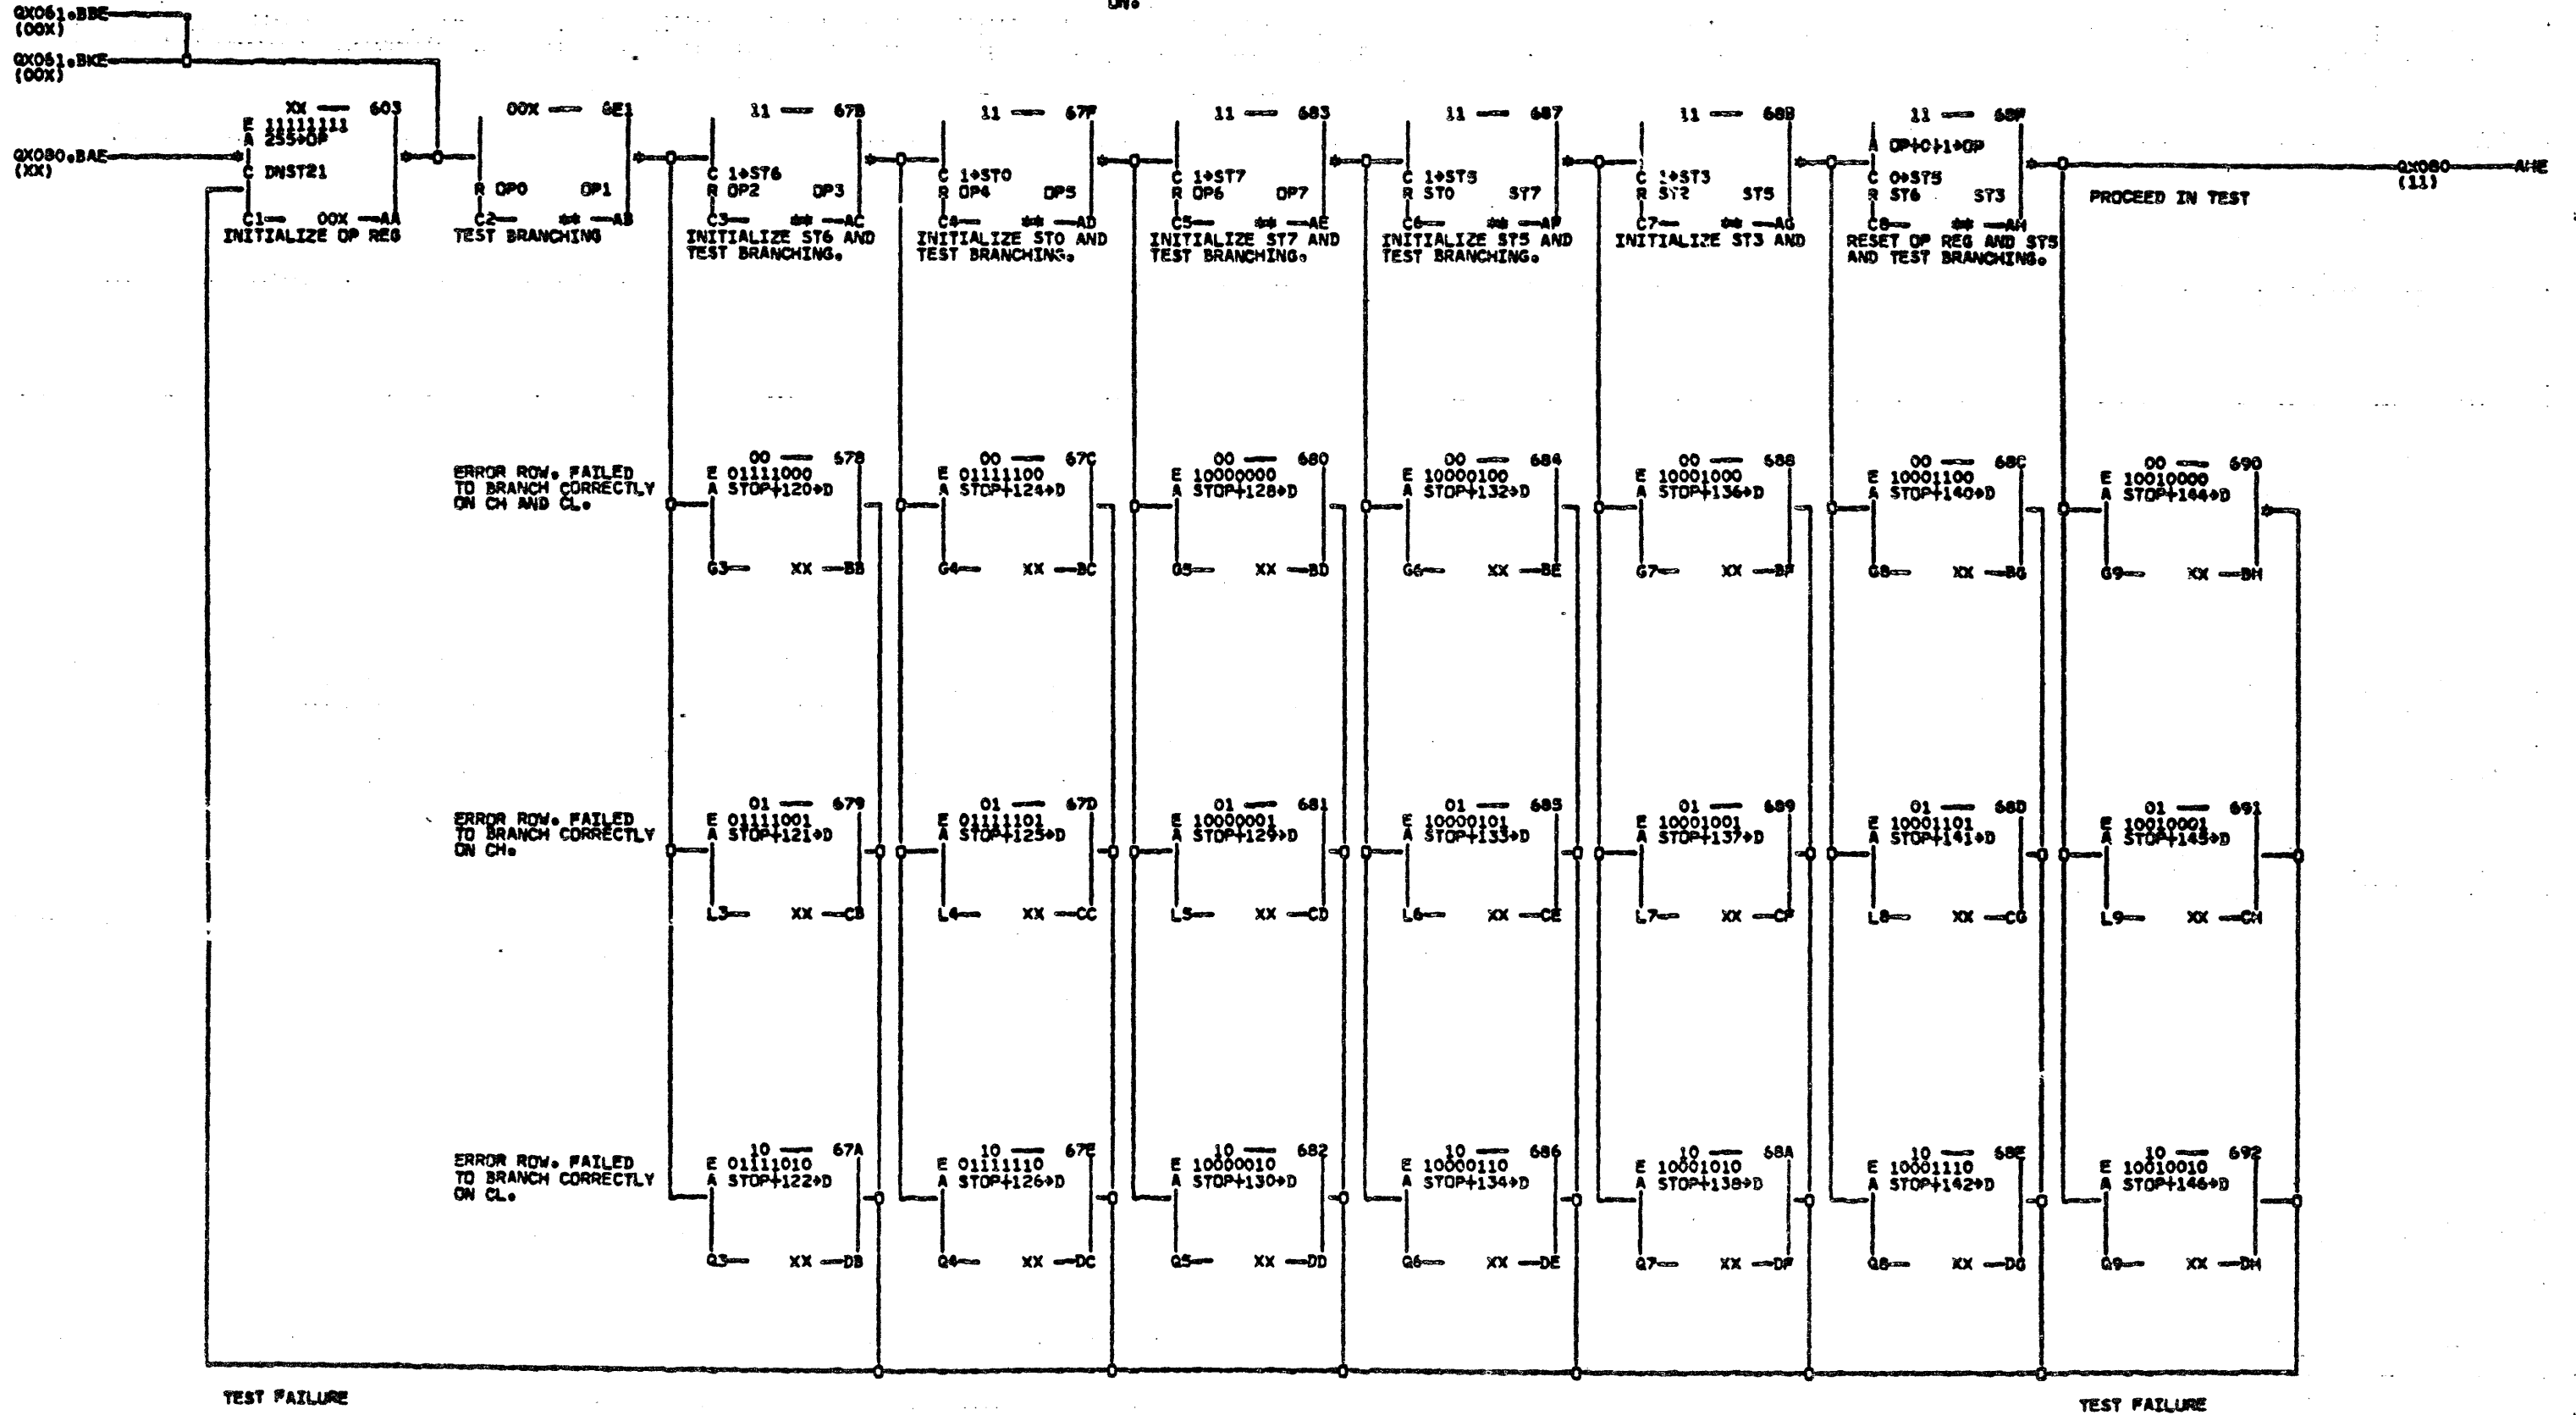 ON.
QX061.BBE
(00X)
QX061.BKE
(00X)
QX080.BAE
(XX)
XX — 603
E 11111111
A 255→OP
C DNST21
C1— 00X —AA
INITIALIZE OP REG
00X — 6E1
R OP0 OP1
C2— ** —AB
TEST BRANCHING
11 — 67B
C 1→ST6
R OP2 OP3
C3— ** —AC
INITIALIZE ST6 AND
TEST BRANCHING.
11 — 67F
C 1→ST0
R OP4 OP5
C4— ** —AD
INITIALIZE ST0 AND
TEST BRANCHING.
11 — 683
C 1→ST7
R OP6 OP7
C5— ** —AE
INITIALIZE ST7 AND
TEST BRANCHING.
11 — 687
C 1→ST5
R ST0 ST7
C6— ** —AF
INITIALIZE ST5 AND
TEST BRANCHING.
11 — 68B
C 1→ST3
R ST2 ST5
C7— ** —AG
INITIALIZE ST3 AND
11 — 68F
A OP+0+1→OP
C 0→ST5
R ST6 ST3
C8— ** —AH
RESET OP REG AND ST5
AND TEST BRANCHING.
PROCEED IN TEST
QX080 —AHE
(11)
ERROR ROW. FAILED
TO BRANCH CORRECTLY
ON CH AND CL.
00 — 678
E 01111000
A STOP+120→D
G3— XX —BB
00 — 67C
E 01111100
A STOP+124→D
G4— XX —BC
00 — 680
E 10000000
A STOP+128→D
G5— XX —BD
00 — 684
E 10000100
A STOP+132→D
G6— XX —BE
00 — 688
E 10001000
A STOP+136→D
G7— XX —BF
00 — 68C
E 10001100
A STOP+140→D
G8— XX —BG
00 — 690
E 10010000
A STOP+144→D
G9— XX —BH
ERROR ROW. FAILED
TO BRANCH CORRECTLY
ON CH.
01 — 679
E 01111001
A STOP+121→D
L3— XX —CB
01 — 67D
E 01111101
A STOP+125→D
L4— XX —CC
01 — 681
E 10000001
A STOP+129→D
L5— XX —CD
01 — 685
E 10000101
A STOP+133→D
L6— XX —CE
01 — 689
E 10001001
A STOP+137→D
L7— XX —CF
01 — 68D
E 10001101
A STOP+141→D
L8— XX —CG
01 — 691
E 10010001
A STOP+145→D
L9— XX —CH
ERROR ROW. FAILED
TO BRANCH CORRECTLY
ON CL.
10 — 67A
E 01111010
A STOP+122→D
Q3— XX —DB
10 — 67E
E 01111110
A STOP+126→D
Q4— XX —DC
10 — 682
E 10000010
A STOP+130→D
Q5— XX —DD
10 — 686
E 10000110
A STOP+134→D
Q6— XX —DE
10 — 68A
E 10001010
A STOP+138→D
Q7— XX —DF
10 — 68E
E 10001110
A STOP+142→D
Q8— XX —DG
10 — 692
E 10010010
A STOP+146→D
Q9— XX —DH
TEST FAILURE
TEST FAILURE